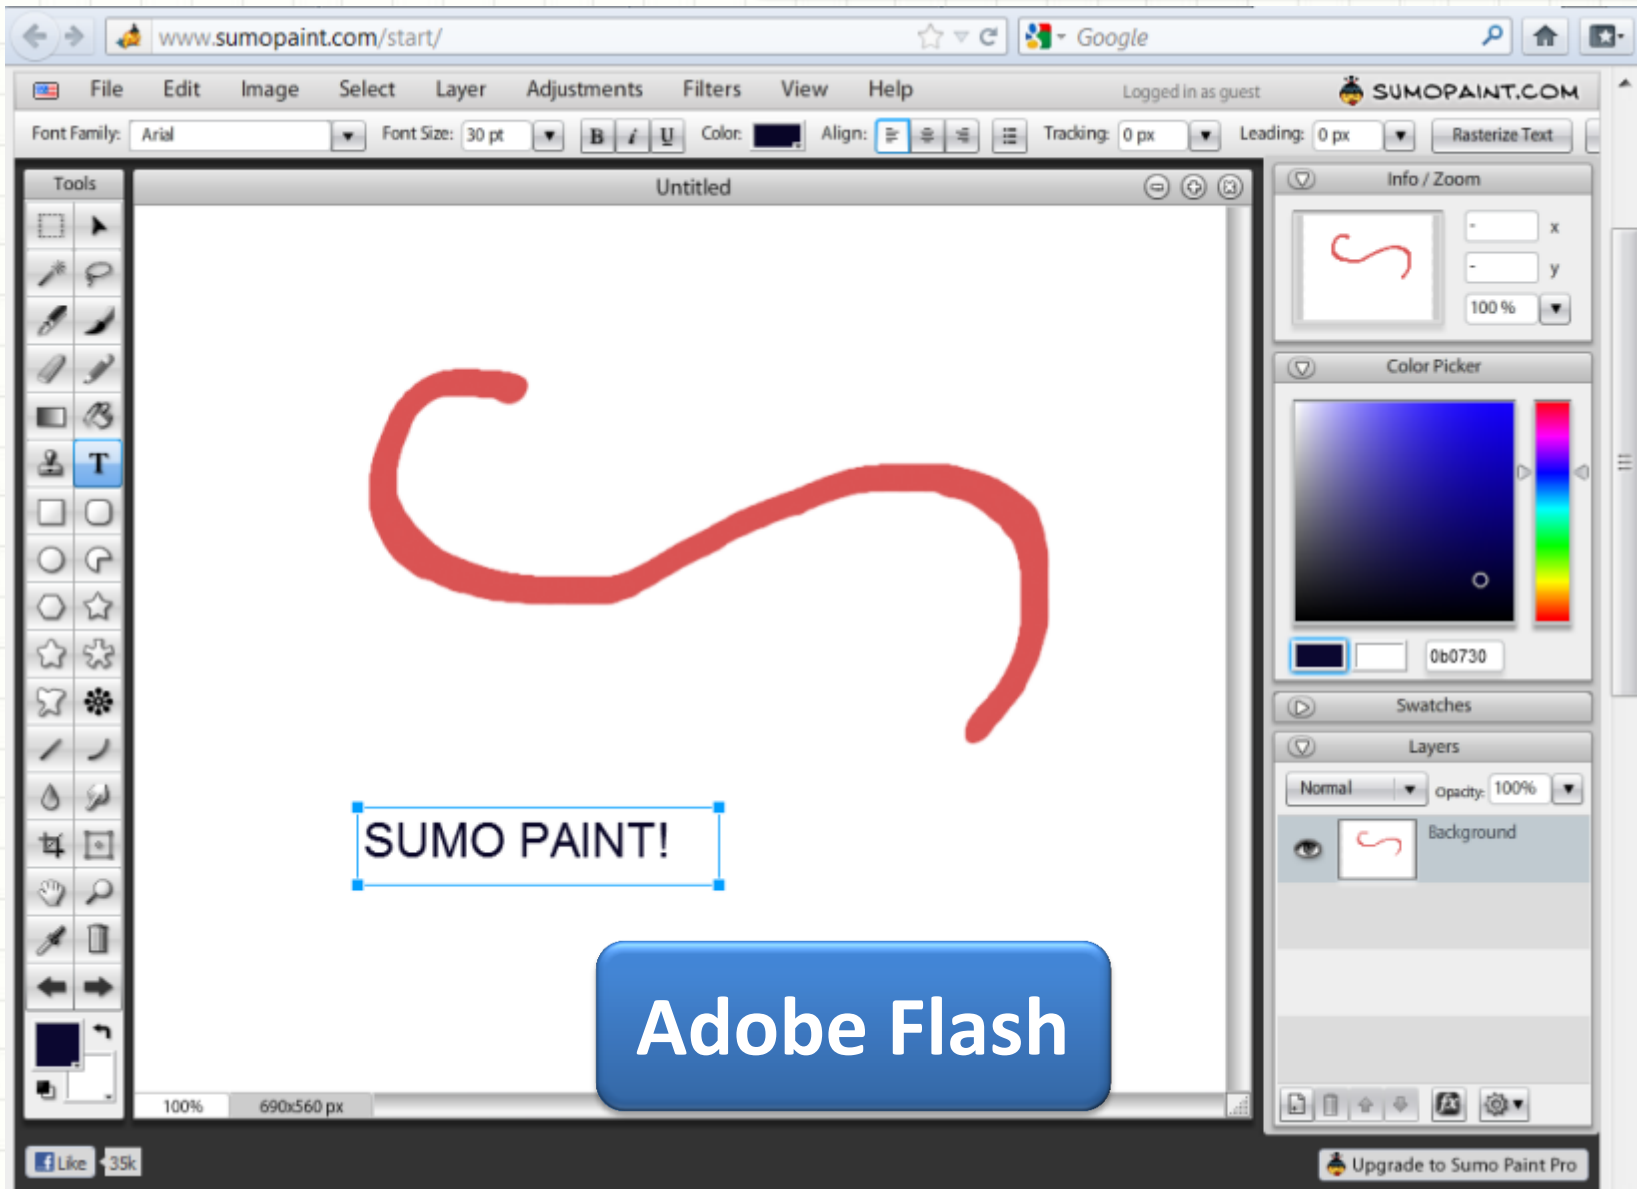 www.sumopaint.com/start/
Google
File Edit Image Select Layer Adjustments Filters View Help
Logged in as guest
SUMOPAINT.COM
Font Family: Arial
Font Size: 30 pt
B i U
Color:
Align:
Tracking: 0 px
Leading: 0 px
Rasterize Text
Tools
T
Untitled
SUMO PAINT!
Adobe Flash
100%
690x560 px
Info / Zoom
- x
- y
100 %
Color Picker
0b0730
Swatches
Layers
Normal
Opacity: 100%
Background
Like 35k
Upgrade to Sumo Paint Pro